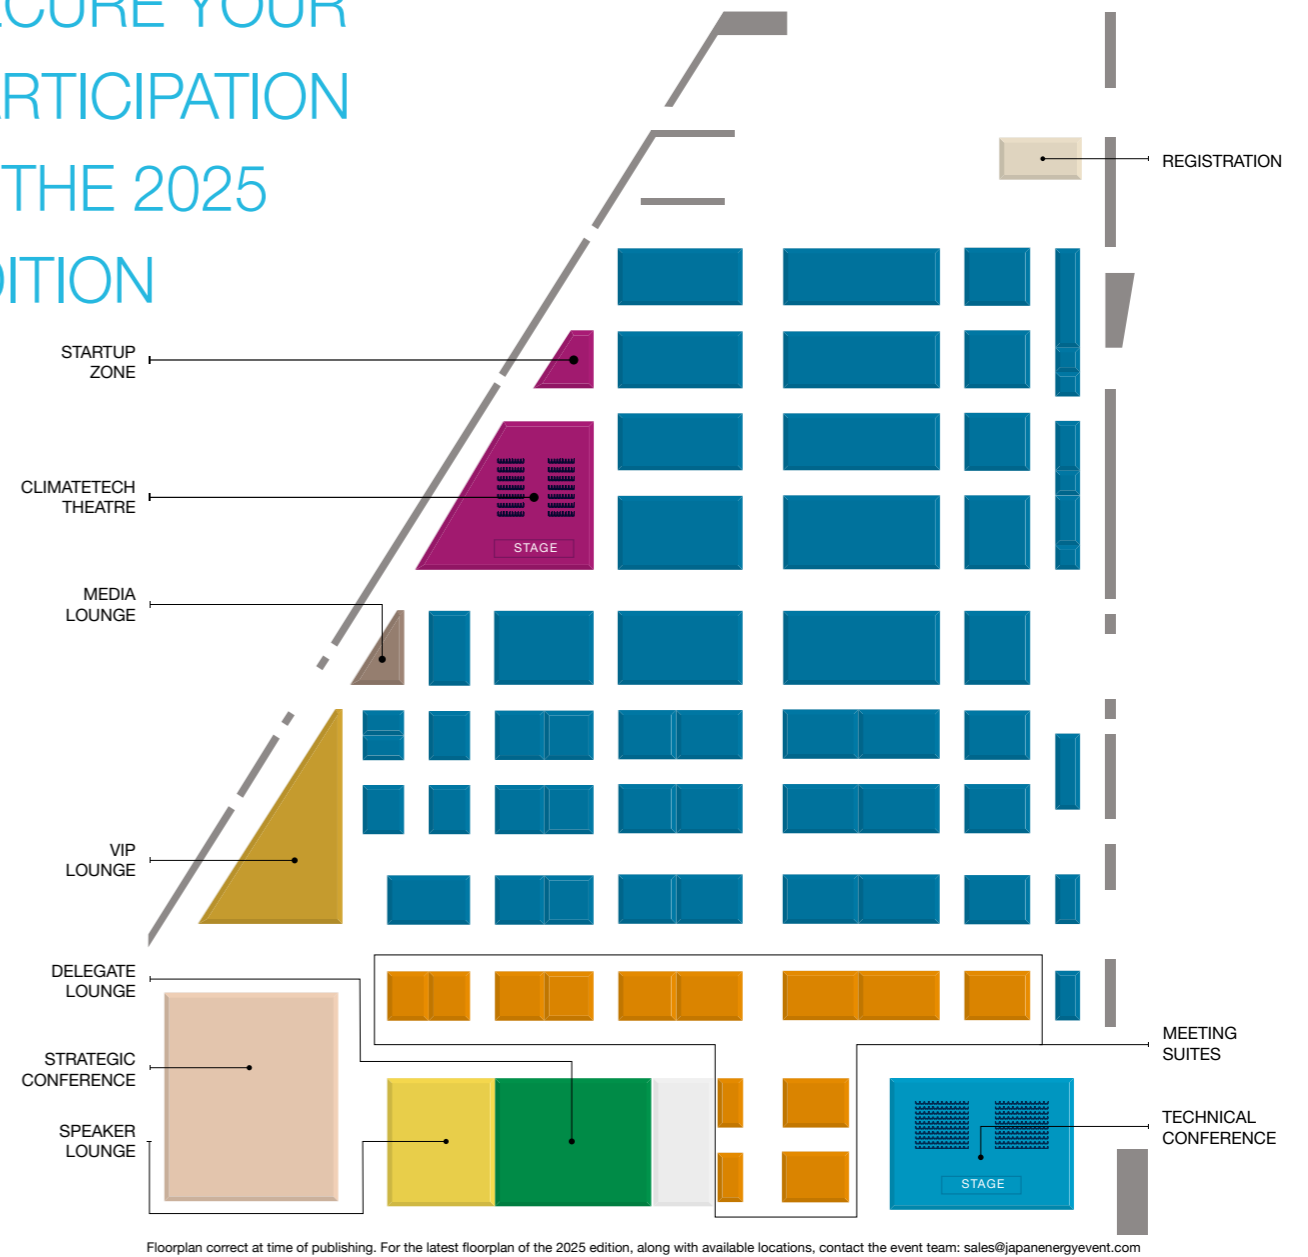 CURE YOUR
RTICIPATION
THE 2025
DITION
REGISTRATION
STARTUP
ZONE
CLIMATETECH
THEATRE
STAGE
MEDIA
LOUNGE
VIP
LOUNGE
DELEGATE
LOUNGE
STRATEGIC
CONFERENCE
SPEAKER
LOUNGE
MEETING
SUITES
TECHNICAL
CONFERENCE
STAGE
Floorplan correct at time of publishing. For the latest floorplan of the 2025 edition, along with available locations, contact the event team: sales@japanenergyevent.com